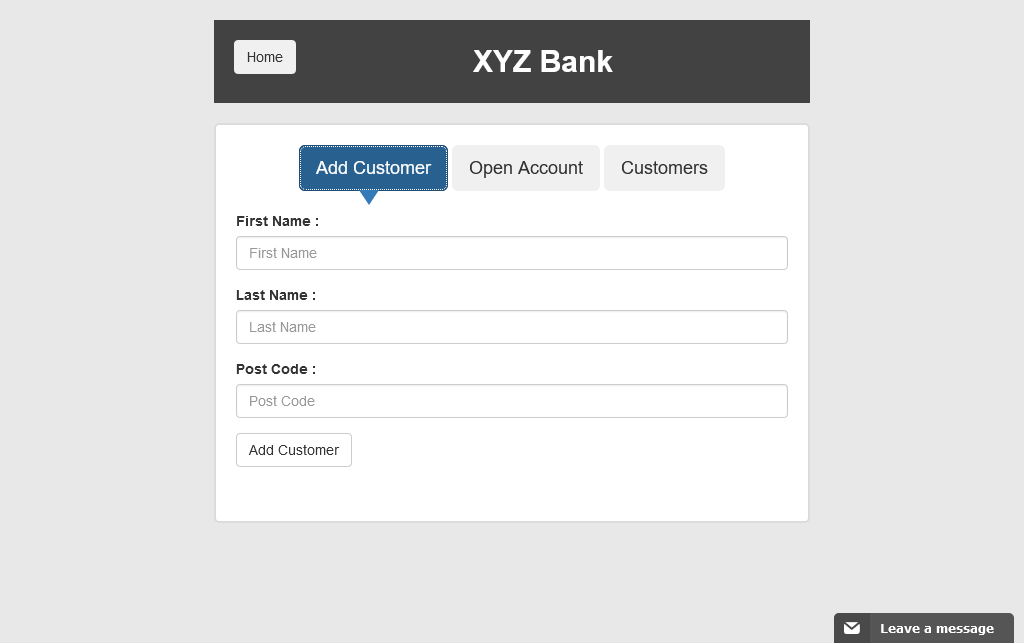 Home
XYZ Bank
Add Customer
Open Account
Customers
First Name :
First Name
Last Name :
Last Name
Post Code :
Post Code
Add Customer
Leave a message